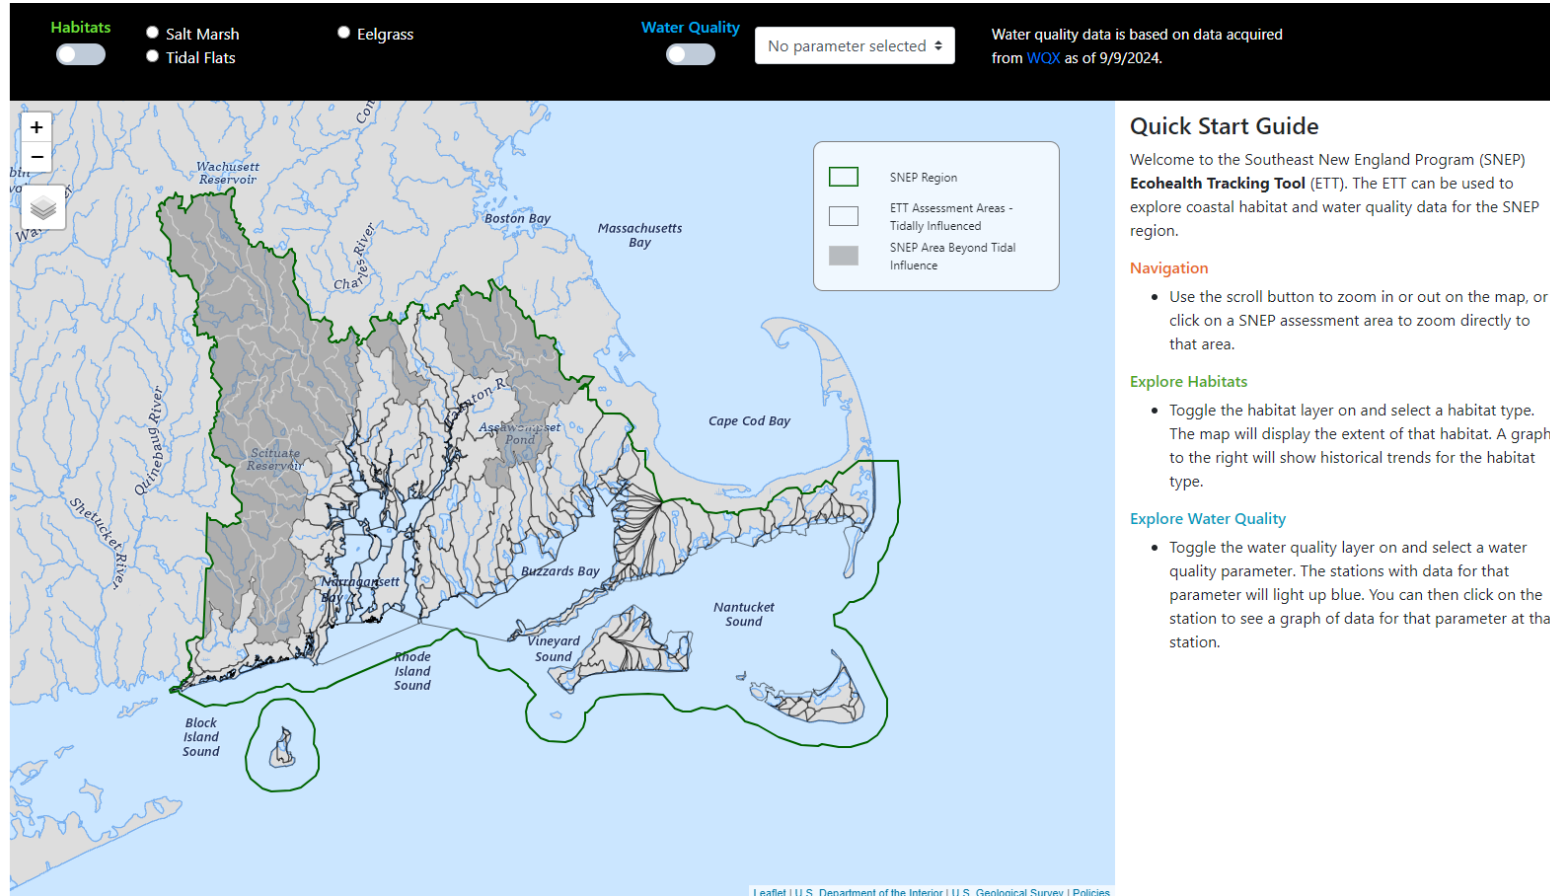 Habitats
Salt Marsh
Tidal Flats
Eelgrass
Water Quality
No parameter selected
Water quality data is based on data acquired
from WQX as of 9/9/2024.
+
−
Wachusett
Reservoir
Charles River
Boston Bay
Massachusetts
Bay
SNEP Region
ETT Assessment Areas -
Tidally Influenced
SNEP Area Beyond Tidal
Influence
Quinebaug River
Shetucket River
Scituate
Reservoir
Taunton R
Assawompset
Pond
Cape Cod Bay
Narragansett
Bay
Buzzards Bay
Nantucket
Sound
Vineyard
Sound
Rhode
Island
Sound
Block
Island
Sound
Leaflet | U.S. Department of the Interior | U.S. Geological Survey | Policies
Quick Start Guide
Welcome to the Southeast New England Program (SNEP)
Ecohealth Tracking Tool (ETT). The ETT can be used to
explore coastal habitat and water quality data for the SNEP
region.
Navigation
• Use the scroll button to zoom in or out on the map, or
click on a SNEP assessment area to zoom directly to
that area.
Explore Habitats
• Toggle the habitat layer on and select a habitat type.
The map will display the extent of that habitat. A graph
to the right will show historical trends for the habitat
type.
Explore Water Quality
• Toggle the water quality layer on and select a water
quality parameter. The stations with data for that
parameter will light up blue. You can then click on the
station to see a graph of data for that parameter at tha
station.